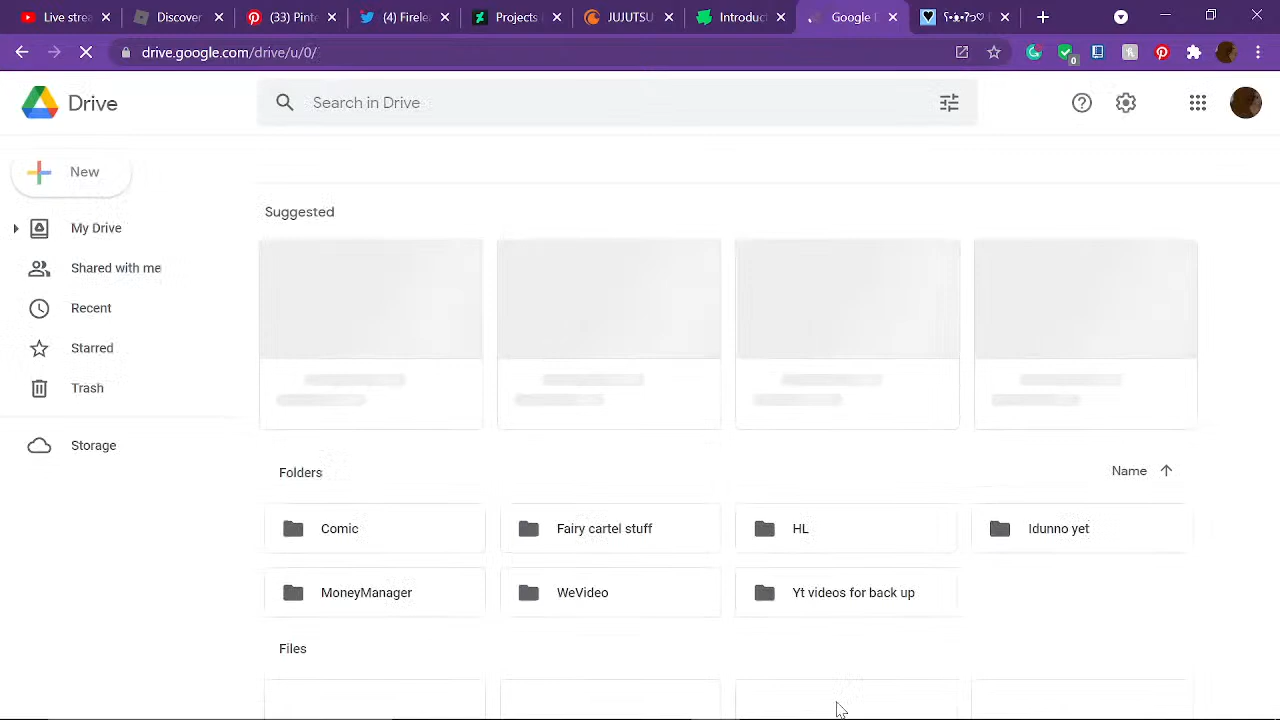 Live stre
Discover
(33) Pint
(4) Firele
Projects
JUJUTSU
Introduct
Google
drive.google.com/drive/u/0/
0
Drive
Search in Drive
New
My Drive
Shared with me
Recent
Starred
Trash
Storage
Suggested
Folders
Name
Comic
Fairy cartel stuff
HL
Idunno yet
MoneyManager
WeVideo
Yt videos for back up
Files